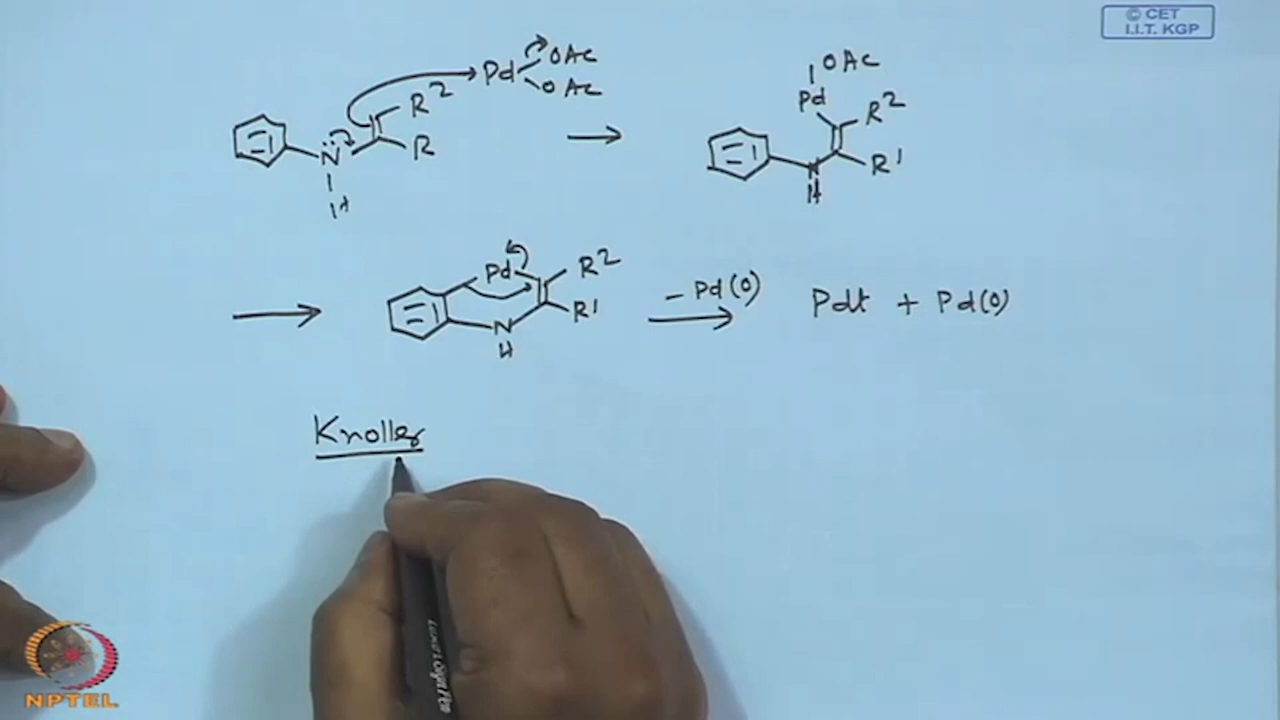 © CET
I.I.T. KGP
Pd OAc
OAc
R2
R
N
H
OAc
Pd
R2
R1
N
H
Pd
R2
R1
N
H
- Pd(0)
Pdt + Pd(0)
Knoller
NPTEL